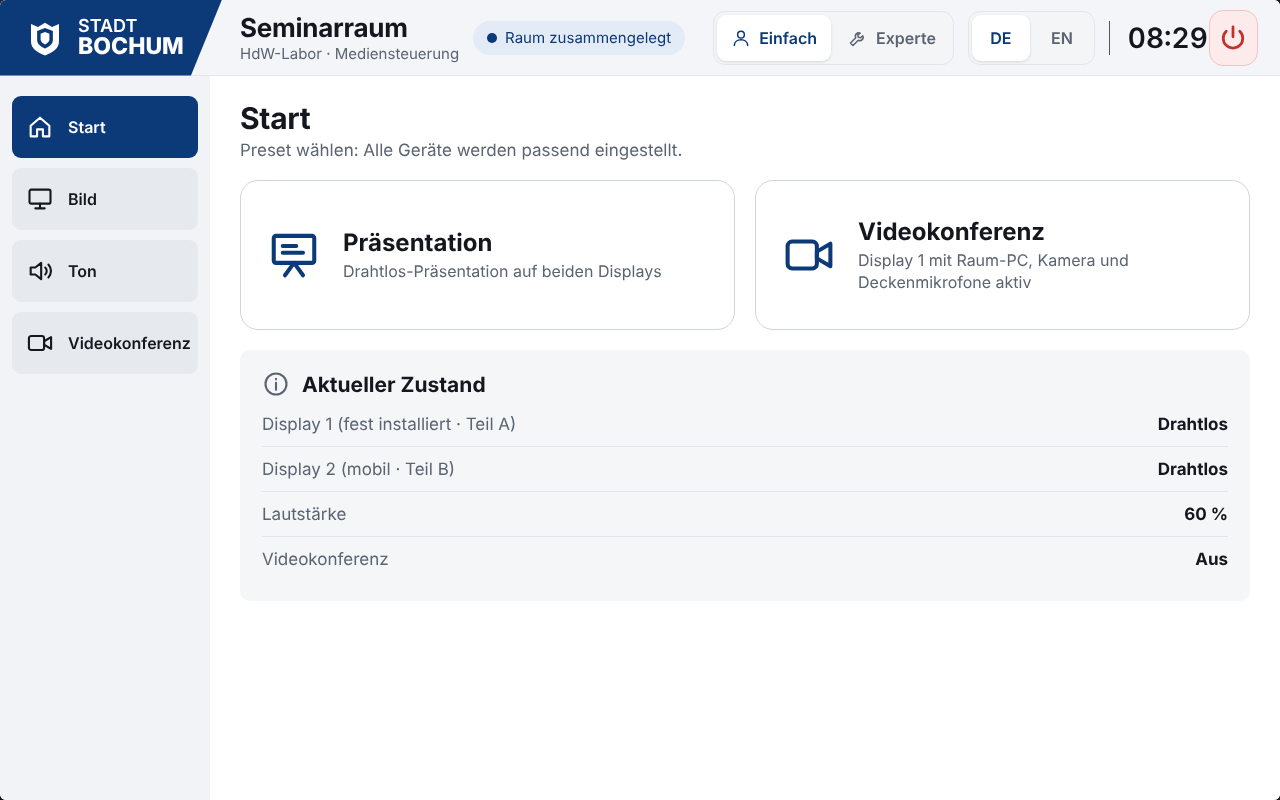 STADT
BOCHUM
Seminarraum
HdW-Labor · Mediensteuerung
Raum zusammengelegt
Einfach
Experte
DE
EN
08:29
Start
Bild
Ton
Videokonferenz
Start
Preset wählen: Alle Geräte werden passend eingestellt.
Präsentation
Drahtlos-Präsentation auf beiden Displays
Videokonferenz
Display 1 mit Raum-PC, Kamera und
Deckenmikrofone aktiv
Aktueller Zustand
Display 1 (fest installiert · Teil A) Drahtlos
Display 2 (mobil · Teil B) Drahtlos
Lautstärke 60 %
Videokonferenz Aus